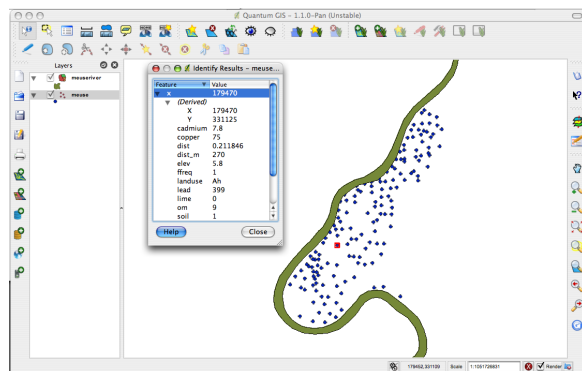 Quantum GIS - 1.1.0-Pan (Unstable)
Layers
meuseriver
meuse
Identify Results - meuse...
Feature Value
x 179470
(Derived)
X 179470
Y 331125
cadmium 7.8
copper 75
dist 0.211846
dist_m 270
elev 5.8
ffreq 1
landuse Ah
lead 399
lime 0
om 9
soil 1
Help Close
179452,331109 Scale 1:1051726831 Render